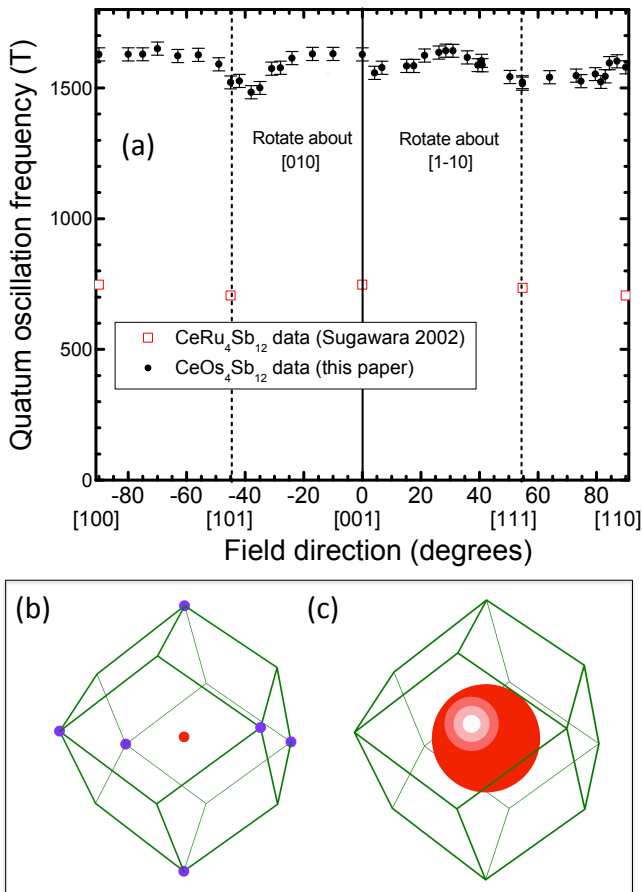 Quatum oscillation frequency (T)
1500
1000
500
0
(a)
Rotate about
[010]
Rotate about
[1-10]
CeRu4Sb12 data (Sugawara 2002)
CeOs4Sb12 data (this paper)
-80 -60 -40 -20 0 20 40 60 80
[100] [101] [001] [111] [110]
Field direction (degrees)
(b) (c)